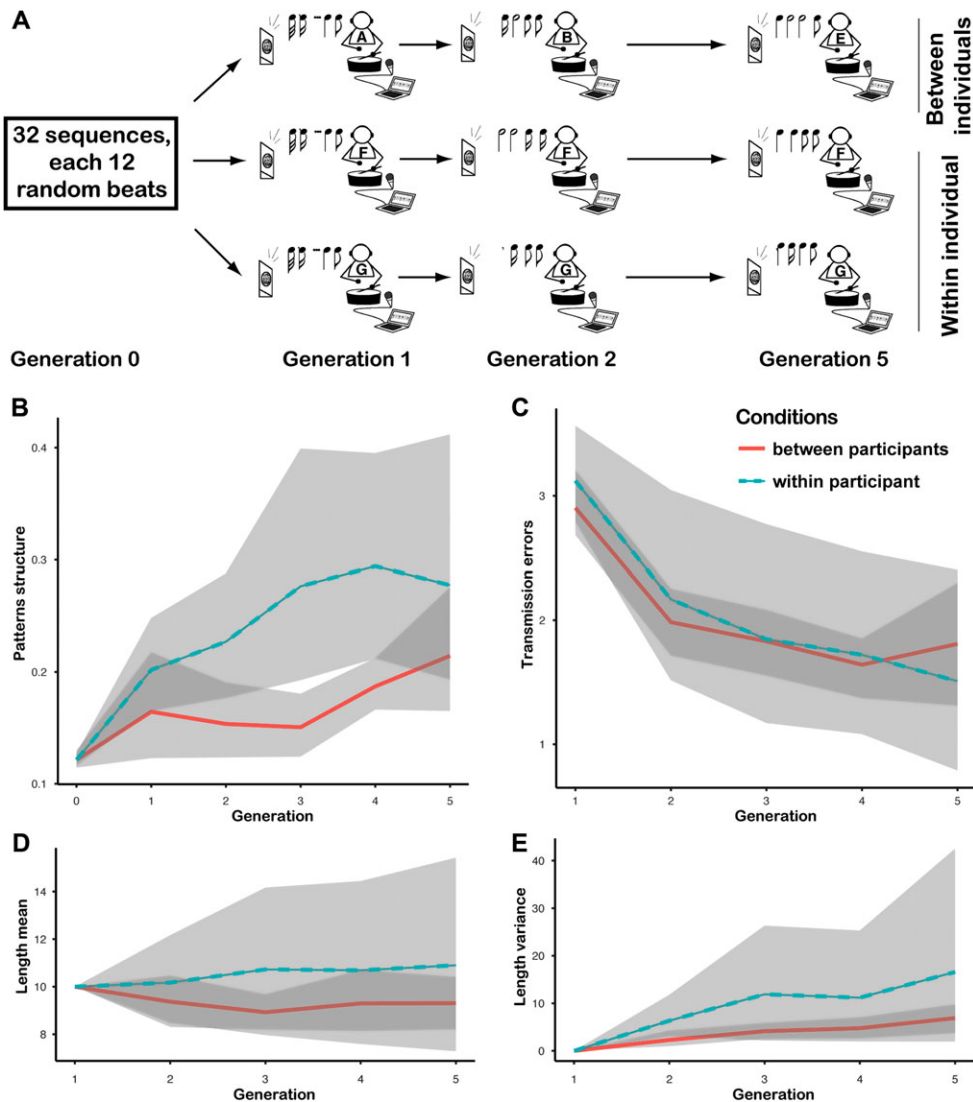 A
32 sequences,
each 12
random beats
A
B
E
Between
individuals
F
F
F
Within individual
G
G
G
Generation 0
Generation 1
Generation 2
Generation 5
B
Patterns structure
0.4
0.3
0.2
0.1
0
1
2
3
4
5
Generation
C
Conditions
between participants
within participant
Transmission errors
3
2
1
1
2
3
4
5
Generation
D
Length mean
14
12
10
8
1
2
3
4
5
Generation
E
Length variance
40
30
20
10
0
1
2
3
4
5
Generation